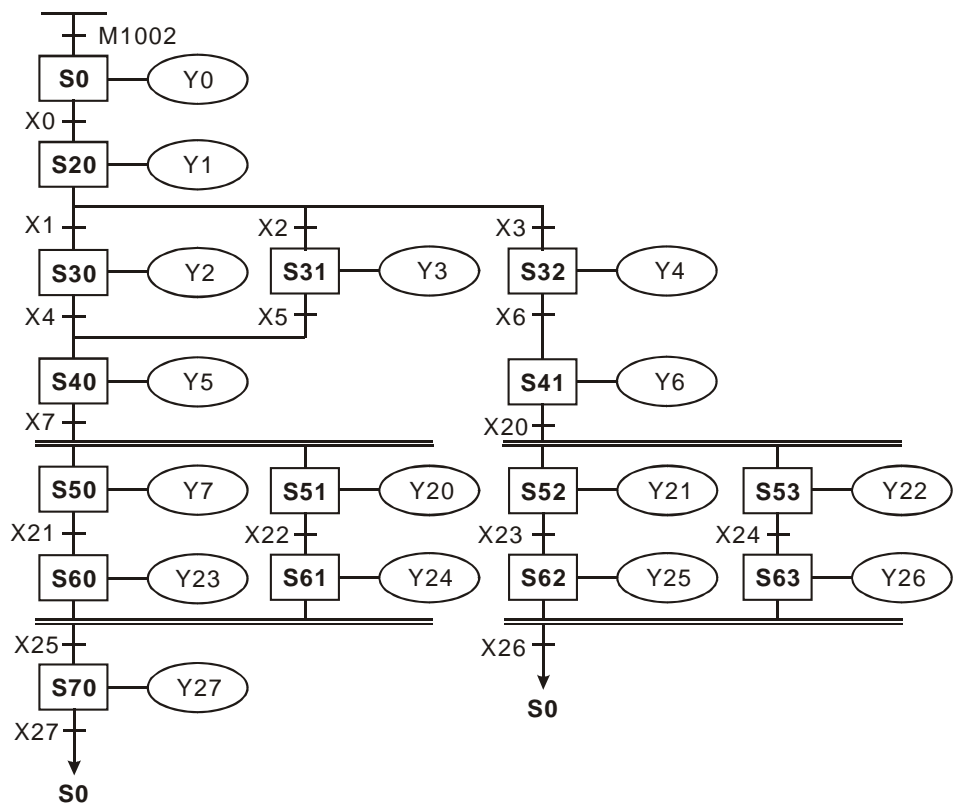 M1002
S0 Y0
X0
S20 Y1
X1 X2 X3
S30 Y2 S31 Y3 S32 Y4
X4 X5 X6
S40 Y5 S41 Y6
X7 X20
S50 Y7 S51 Y20 S52 Y21 S53 Y22
X21 X22 X23 X24
S60 Y23 S61 Y24 S62 Y25 S63 Y26
X25 X26
S70 Y27 S0
X27
S0